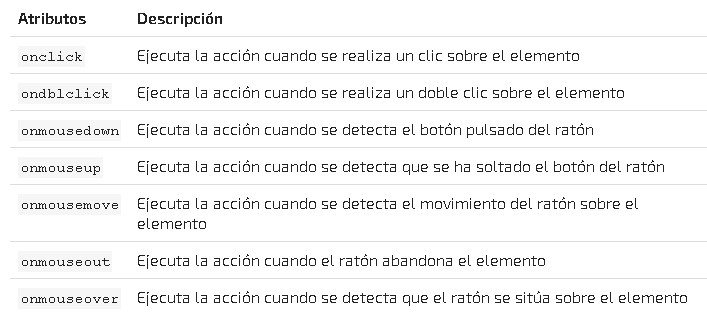 Atributos Descripción
onclick Ejecuta la acción cuando se realiza un clic sobre el elemento
ondblclick Ejecuta la acción cuando se realiza un doble clic sobre el elemento
onmousedown Ejecuta la acción cuando se detecta el botón pulsado del ratón
onmouseup Ejecuta la acción cuando se detecta que se ha soltado el botón del ratón
onmousemove Ejecuta la acción cuando se detecta el movimiento del ratón sobre el
elemento
onmouseout Ejecuta la acción cuando el ratón abandona el elemento
onmouseover Ejecuta la acción cuando se detecta que el ratón se sitúa sobre el elemento